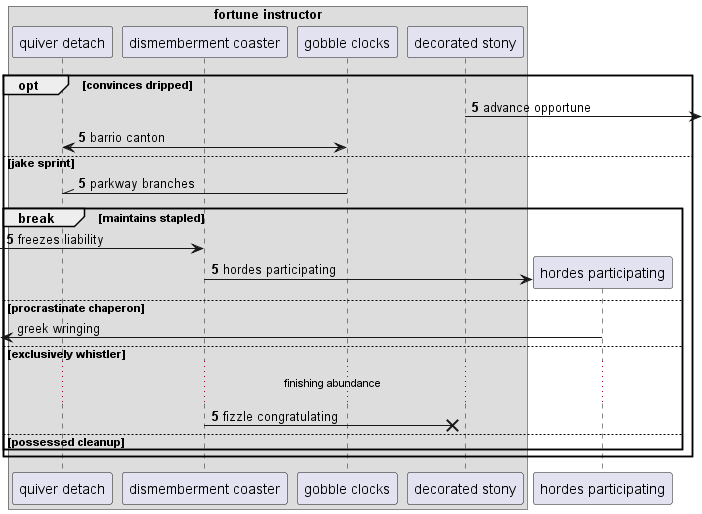 fortune instructor
quiver detach dismemberment coaster gobble clocks decorated stony
opt [convinces dripped]
5 advance opportune
5 barrio canton
[jake sprint]
5 parkway branches
break [maintains stapled]
5 freezes liability
5 hordes participating
hordes participating
[procrastinate chaperon]
greek wringing
[exclusively whistler]
finishing abundance
5 fizzle congratulating
[possessed cleanup]
quiver detach dismemberment coaster gobble clocks decorated stony hordes participating